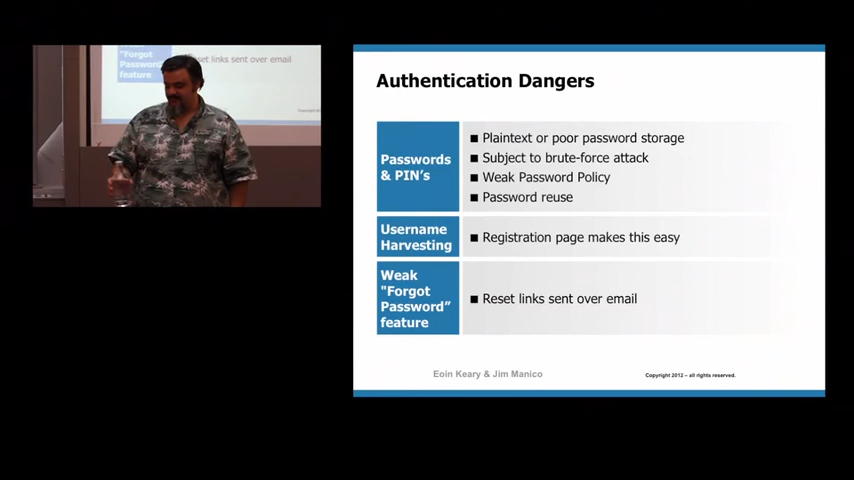 "Forgot
Password"
feature
Reset links sent over email
Authentication Dangers
Passwords
& PIN's
■ Plaintext or poor password storage
■ Subject to brute-force attack
■ Weak Password Policy
■ Password reuse
Username
Harvesting
■ Registration page makes this easy
Weak
"Forgot
Password"
feature
■ Reset links sent over email
Eoin Keary & Jim Manico
Copyright 2012 – all rights reserved.